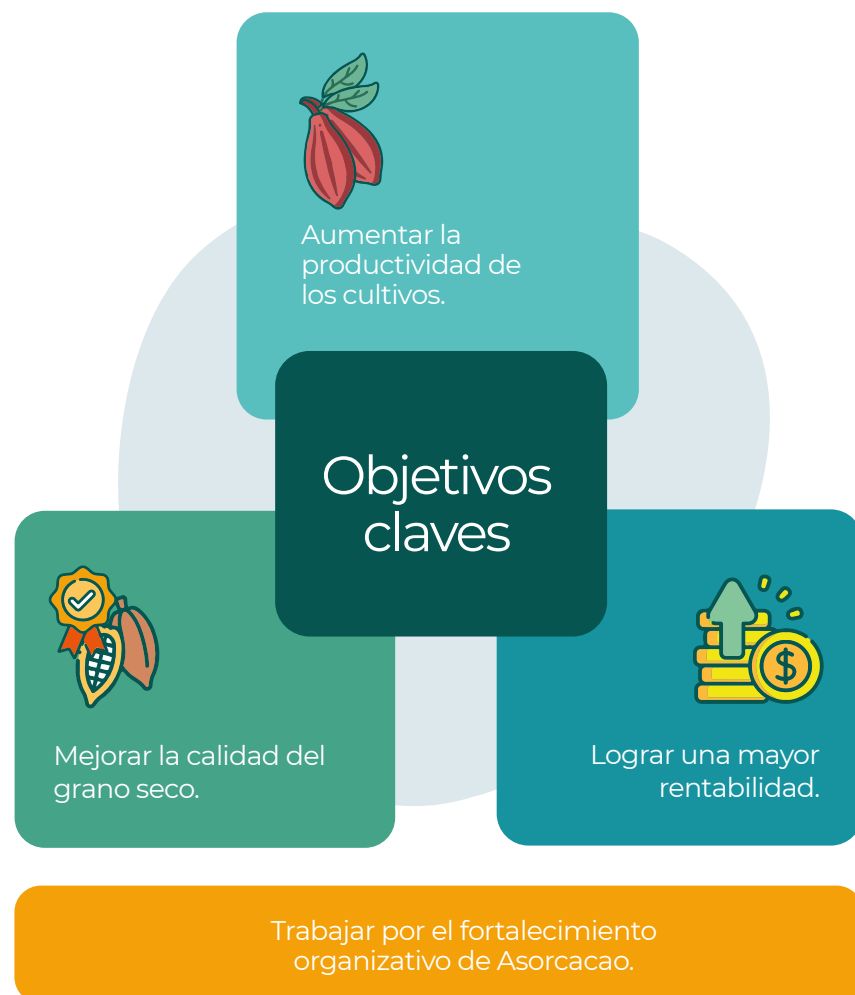 Aumentar la
productividad de
los cultivos.
Objetivos
claves
Mejorar la calidad del
grano seco.
Lograr una mayor
rentabilidad.
Trabajar por el fortalecimiento
organizativo de Asorcacao.